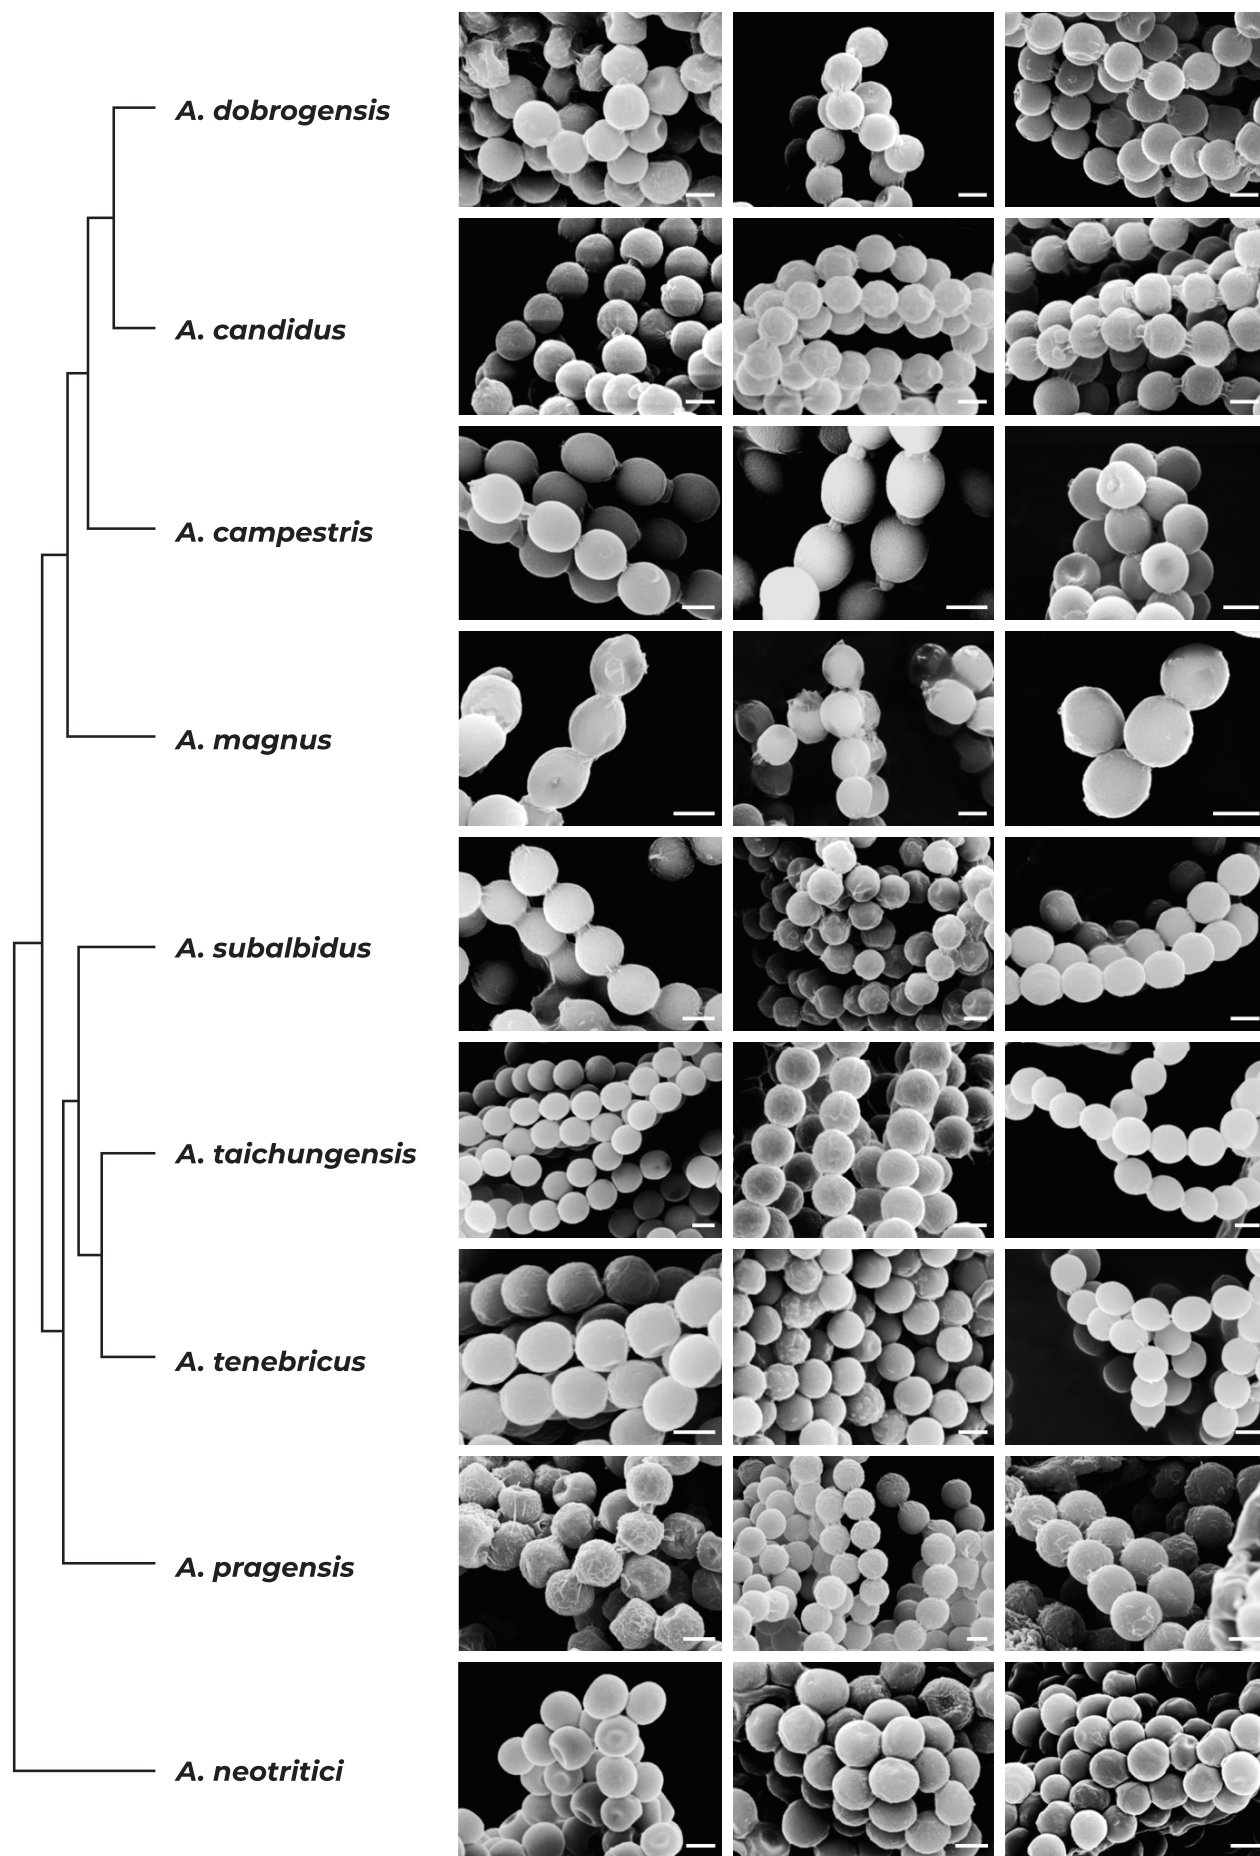 A. dobrogensis
A. candidus
A. campestris
A. magnus
A. subalbidus
A. taichungensis
A. tenebricus
A. pragensis
A. neotritici